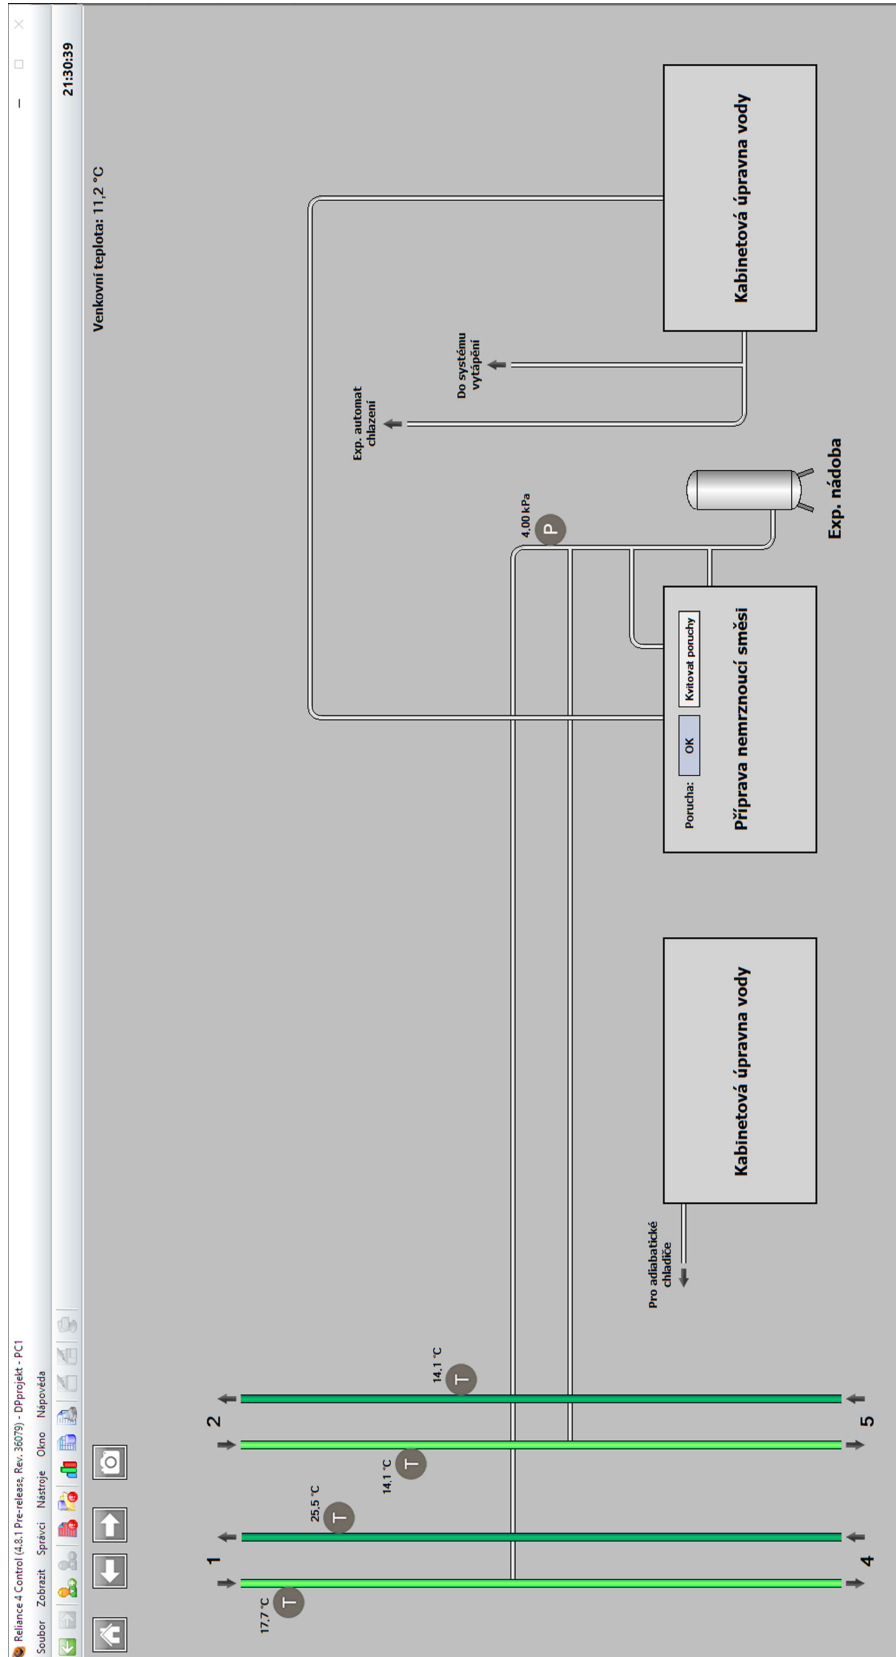 Reliance 4 Control (4.8.1 Pre-release, Rev. 36079) - DPprojekt - PC1
Soubor Zobrazit Správci Nástroje Okno Nápověda
21:30:39
Venkovní teplota: 11,2 °C
1
2
17,7 °C
T
25,5 °C
T
14,1 °C
T
14,1 °C
T
4
5
Exp. automat
chlazení
Do systému
vytápění
4,00 kPa
P
Pro adiabatické
chladiče
Kabinetová úpravna vody
Porucha: OK Kvitovat poruchy
Příprava nemrznoucí směsi
Exp. nádoba
Kabinetová úpravna vody